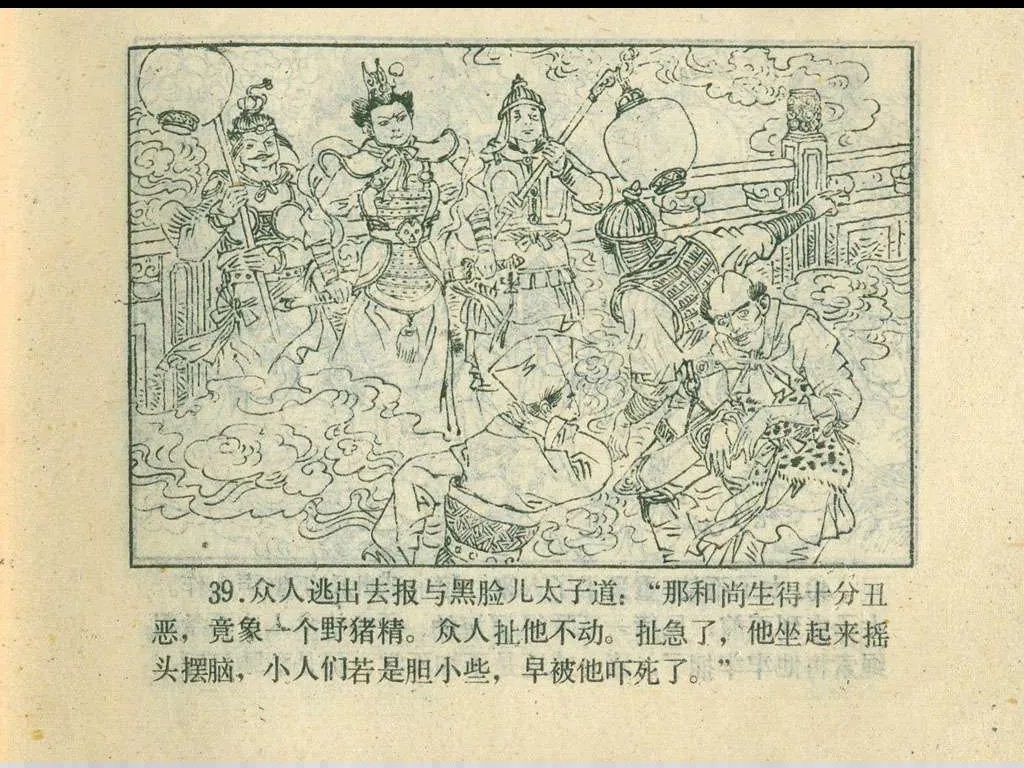 39.众人逃出去报与黑脸儿太子道：“那和尚生得十分丑
恶，竟象一个野猪精。众人扯他不动。扯急了，他坐起来摇
头摆脑，小人们若是胆小些，早被他吓死了。”